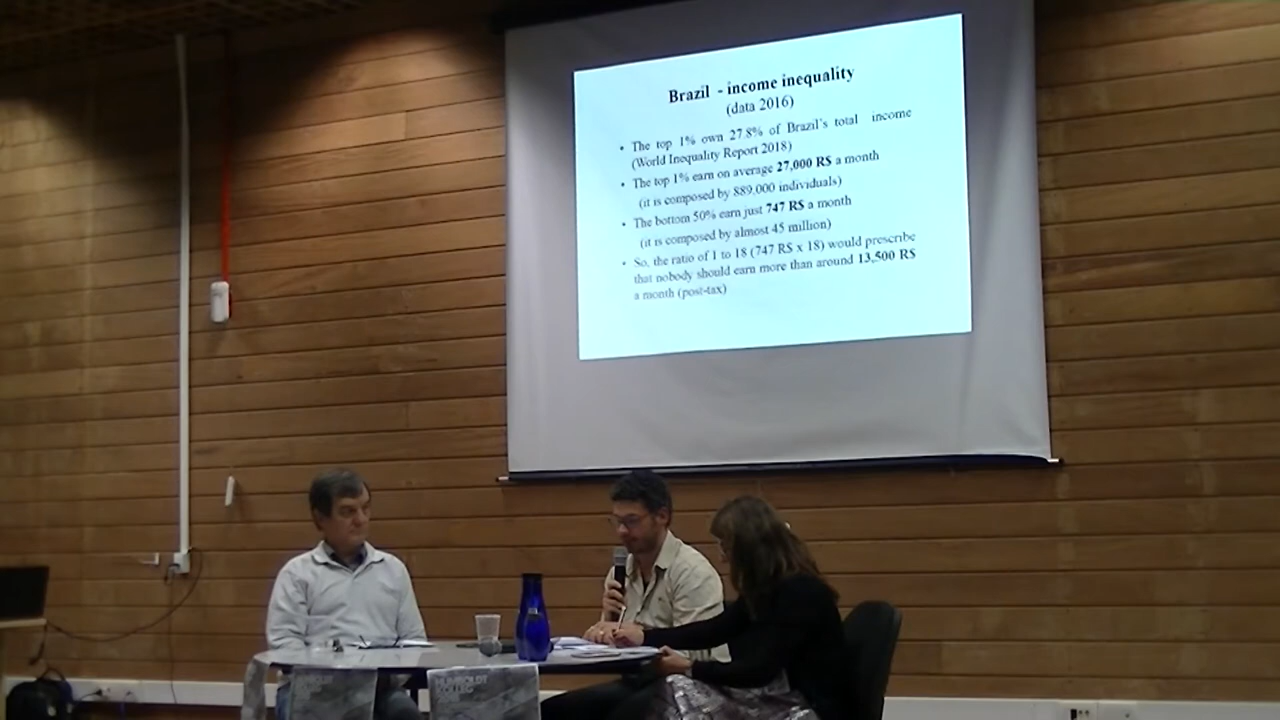 Brazil - income inequality
(data 2016)
• The top 1% own 27.8% of Brazil's total income
(World Inequality Report 2018)
• The top 1% earn on average 27,000 R$ a month
(it is composed by 889.000 individuals)
• The bottom 50% earn just 747 R$ a month
(it is composed by almost 45 million)
• So, the ratio of 1 to 18 (747 R$ x 18) would prescribe
that nobody should earn more than around 13,500 R$
a month (post-tax)
HUMBOLDT